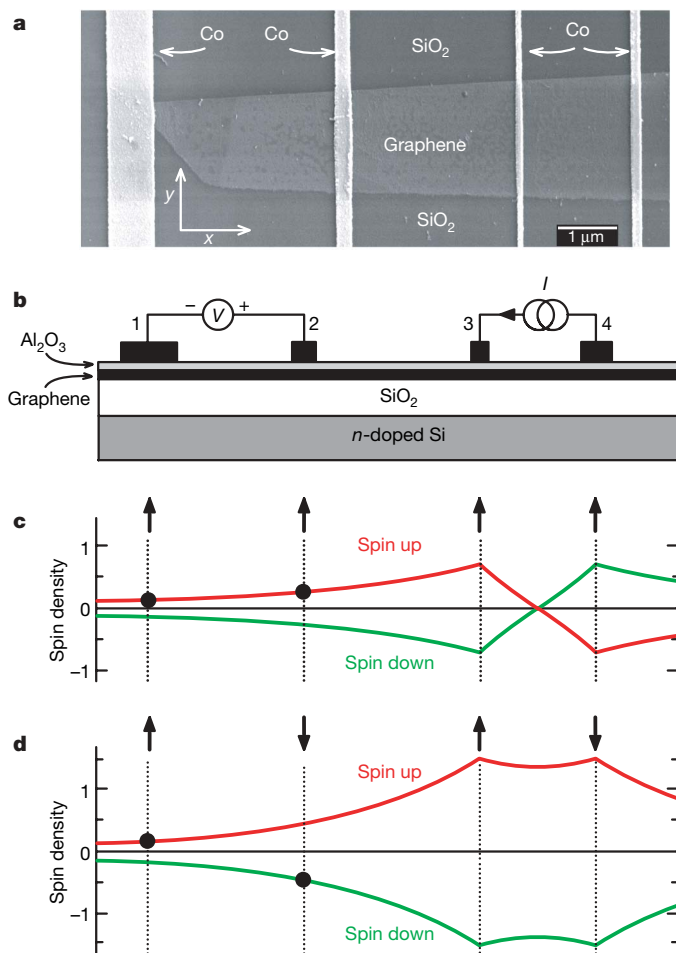 a
Co Co SiO₂ Co
Graphene
y
x
SiO₂
1 μm
b
I
1 − V + 2 3 4
Al₂O₃
Graphene
SiO₂
n-doped Si
c
Spin up
1
0
−1
Spin density
Spin down
d
Spin up
1
0
−1
Spin density
Spin down